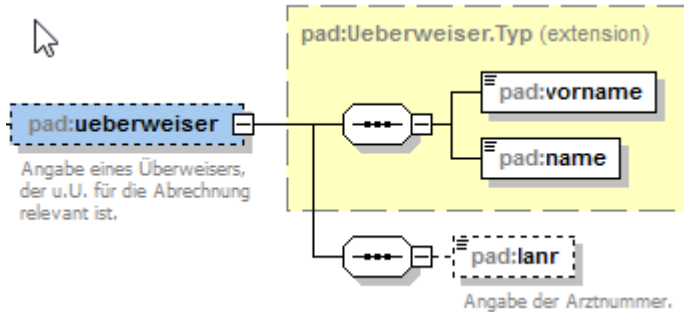 pad:Ueberweiser.Typ (extension)
pad:vorname
pad:ueberweiser
pad:name
Angabe eines Überweisers,
der u.U. für die Abrechnung
relevant ist.
pad:lanr
Angabe der Arztnummer.